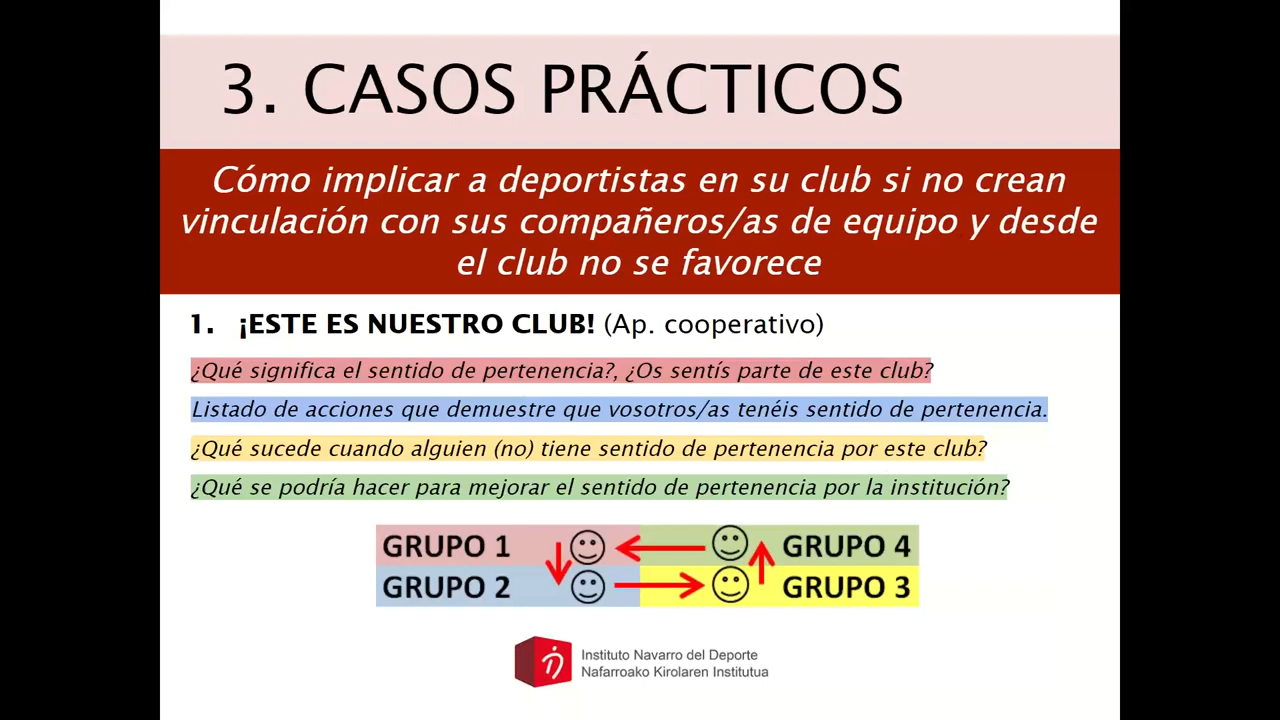 3. CASOS PRÁCTICOS
Cómo implicar a deportistas en su club si no crean
vinculación con sus compañeros/as de equipo y desde
el club no se favorece
1. ¡ESTE ES NUESTRO CLUB! (Ap. cooperativo)
¿Qué significa el sentido de pertenencia?, ¿Os sentís parte de este club?
Listado de acciones que demuestre que vosotros/as tenéis sentido de pertenencia.
¿Qué sucede cuando alguien (no) tiene sentido de pertenencia por este club?
¿Qué se podría hacer para mejorar el sentido de pertenencia por la institución?
GRUPO 1 GRUPO 4
GRUPO 2 GRUPO 3
Instituto Navarro del Deporte
Nafarroako Kirolaren Institutua